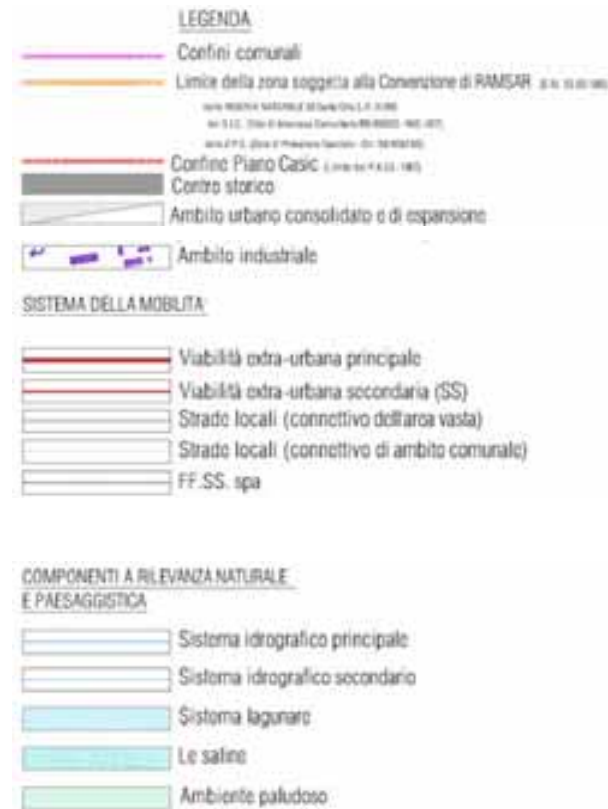 LEGENDA
Confini comunali
Limite della zona soggetta alla Convenzione di RAMSAR
Confine Piano Casic
Centro storico
Ambito urbano consolidato e di espansione
Ambito industriale
SISTEMA DELLA MOBILITA
Viabilità extra-urbana principale
Viabilità extra-urbana secondaria (SS)
Strade locali (connettivo dell'area vasta)
Strade locali (connettivo di ambito comunale)
FF.SS. spa
COMPONENTI A RILEVANZA NATURALE
E PAESAGGISTICA
Sistema idrografico principale
Sistema idrografico secondario
Sistema lagunare
Le saline
Ambiente paludoso